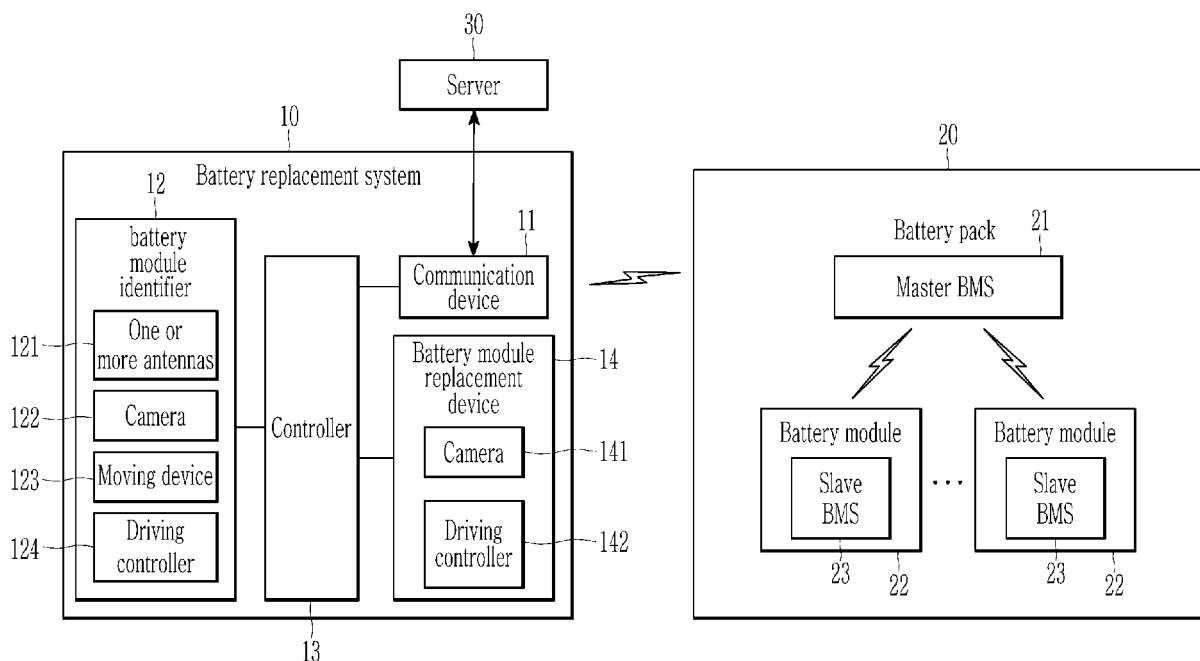 30
Server
10
Battery replacement system
12
battery
module
identifier
121
One or
more antennas
122
Camera
123
Moving device
124
Driving
controller
Controller
13
11
Communication
device
14
Battery module
replacement
device
Camera
141
Driving
controller
142
20
Battery pack
21
Master BMS
Battery module
Slave
BMS
23
22
...
Battery module
Slave
BMS
23
22